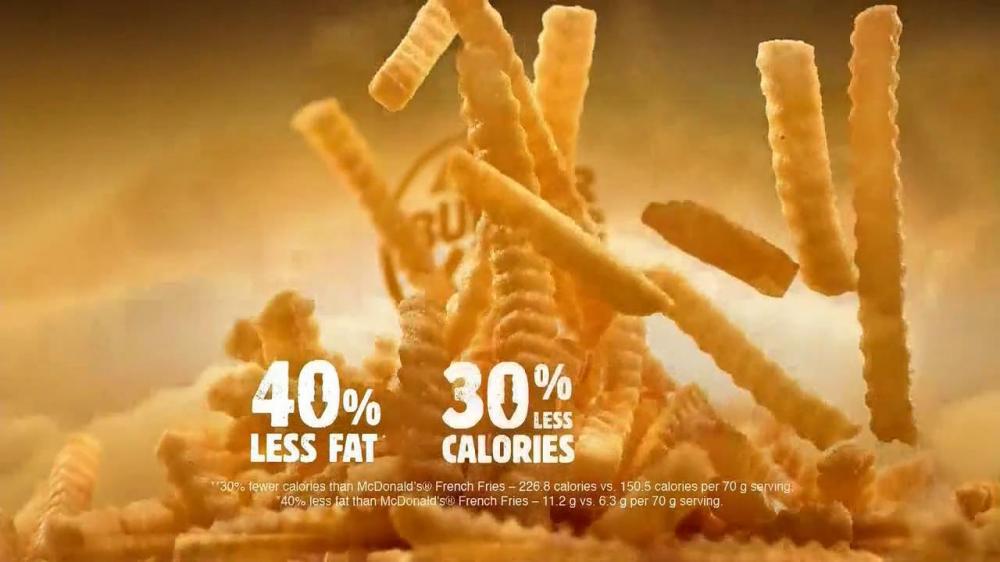 BU
40%
LESS FAT*
30%
LESS
CALORIES
**30% fewer calories than McDonald's® French Fries – 226.8 calories vs. 150.5 calories per 70 g serving.
*40% less fat than McDonald's® French Fries – 11.2 g vs. 6.3 g per 70 g serving.